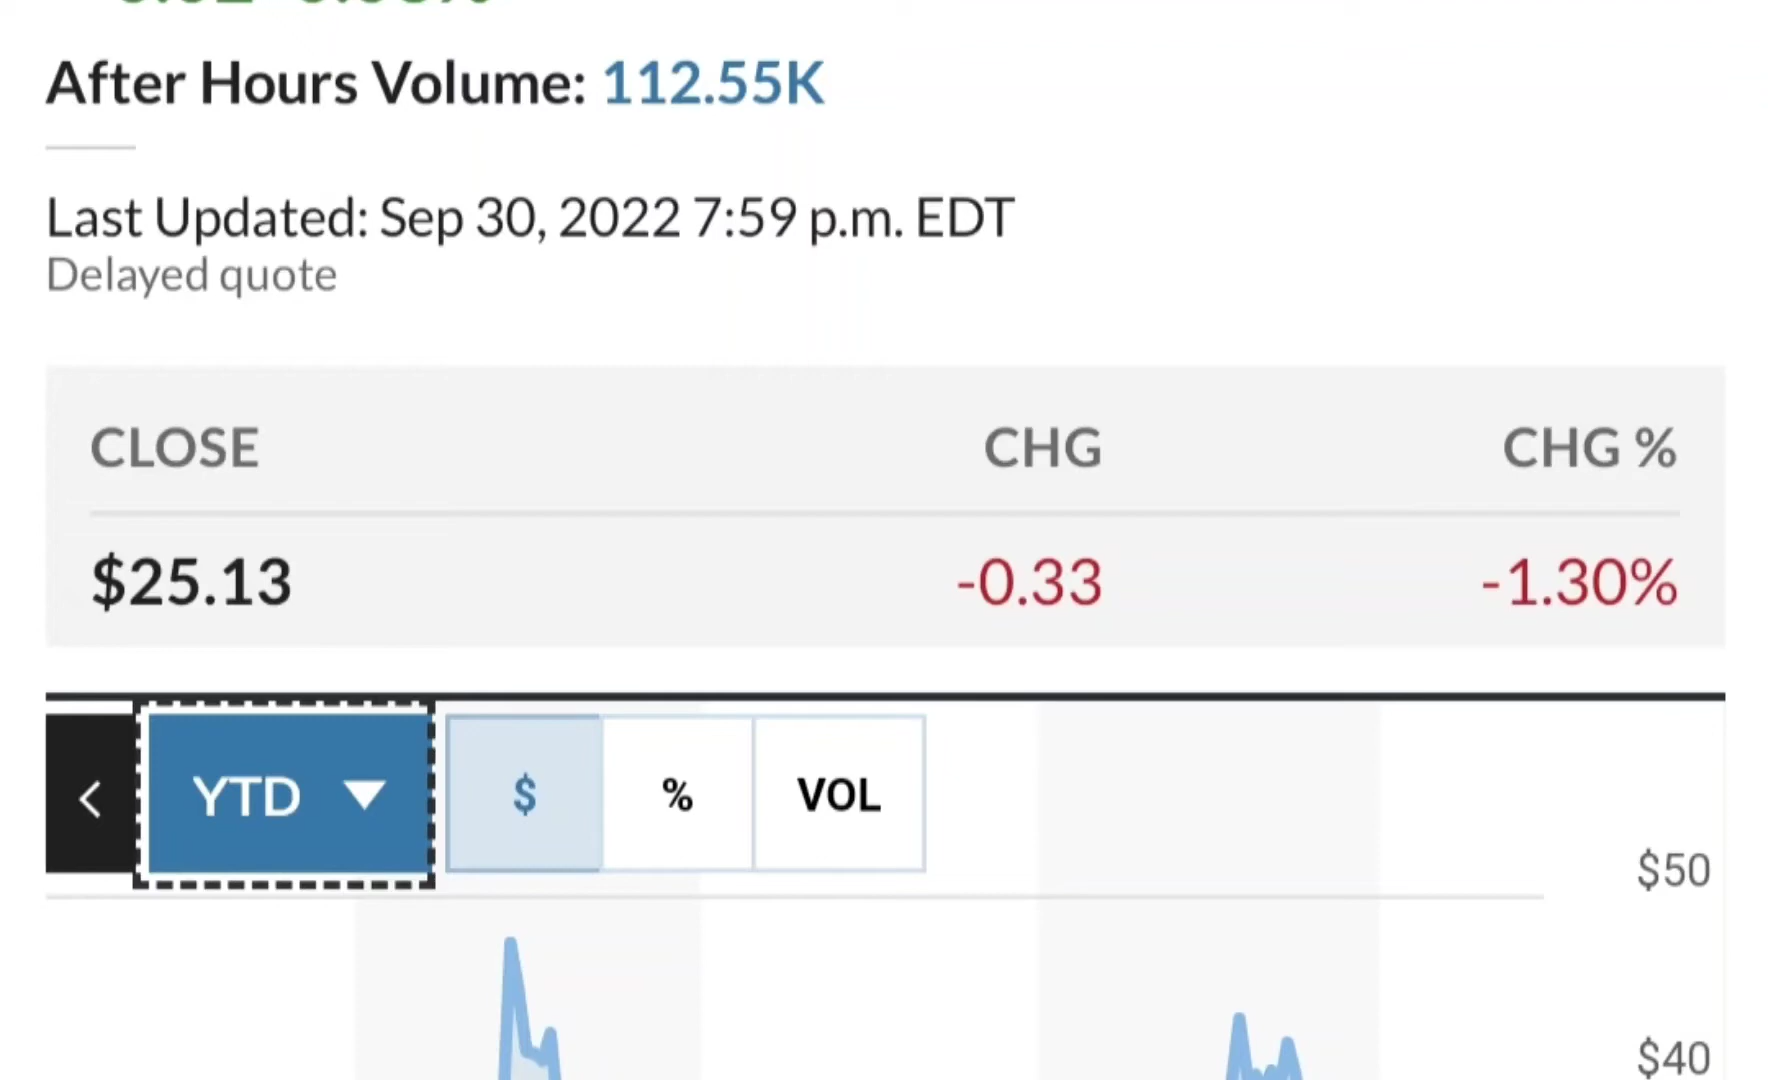 After Hours Volume: 112.55K
Last Updated: Sep 30, 2022 7:59 p.m. EDT
Delayed quote
CLOSE CHG CHG %
$25.13 -0.33 -1.30%
YTD $ % VOL
$50
$40